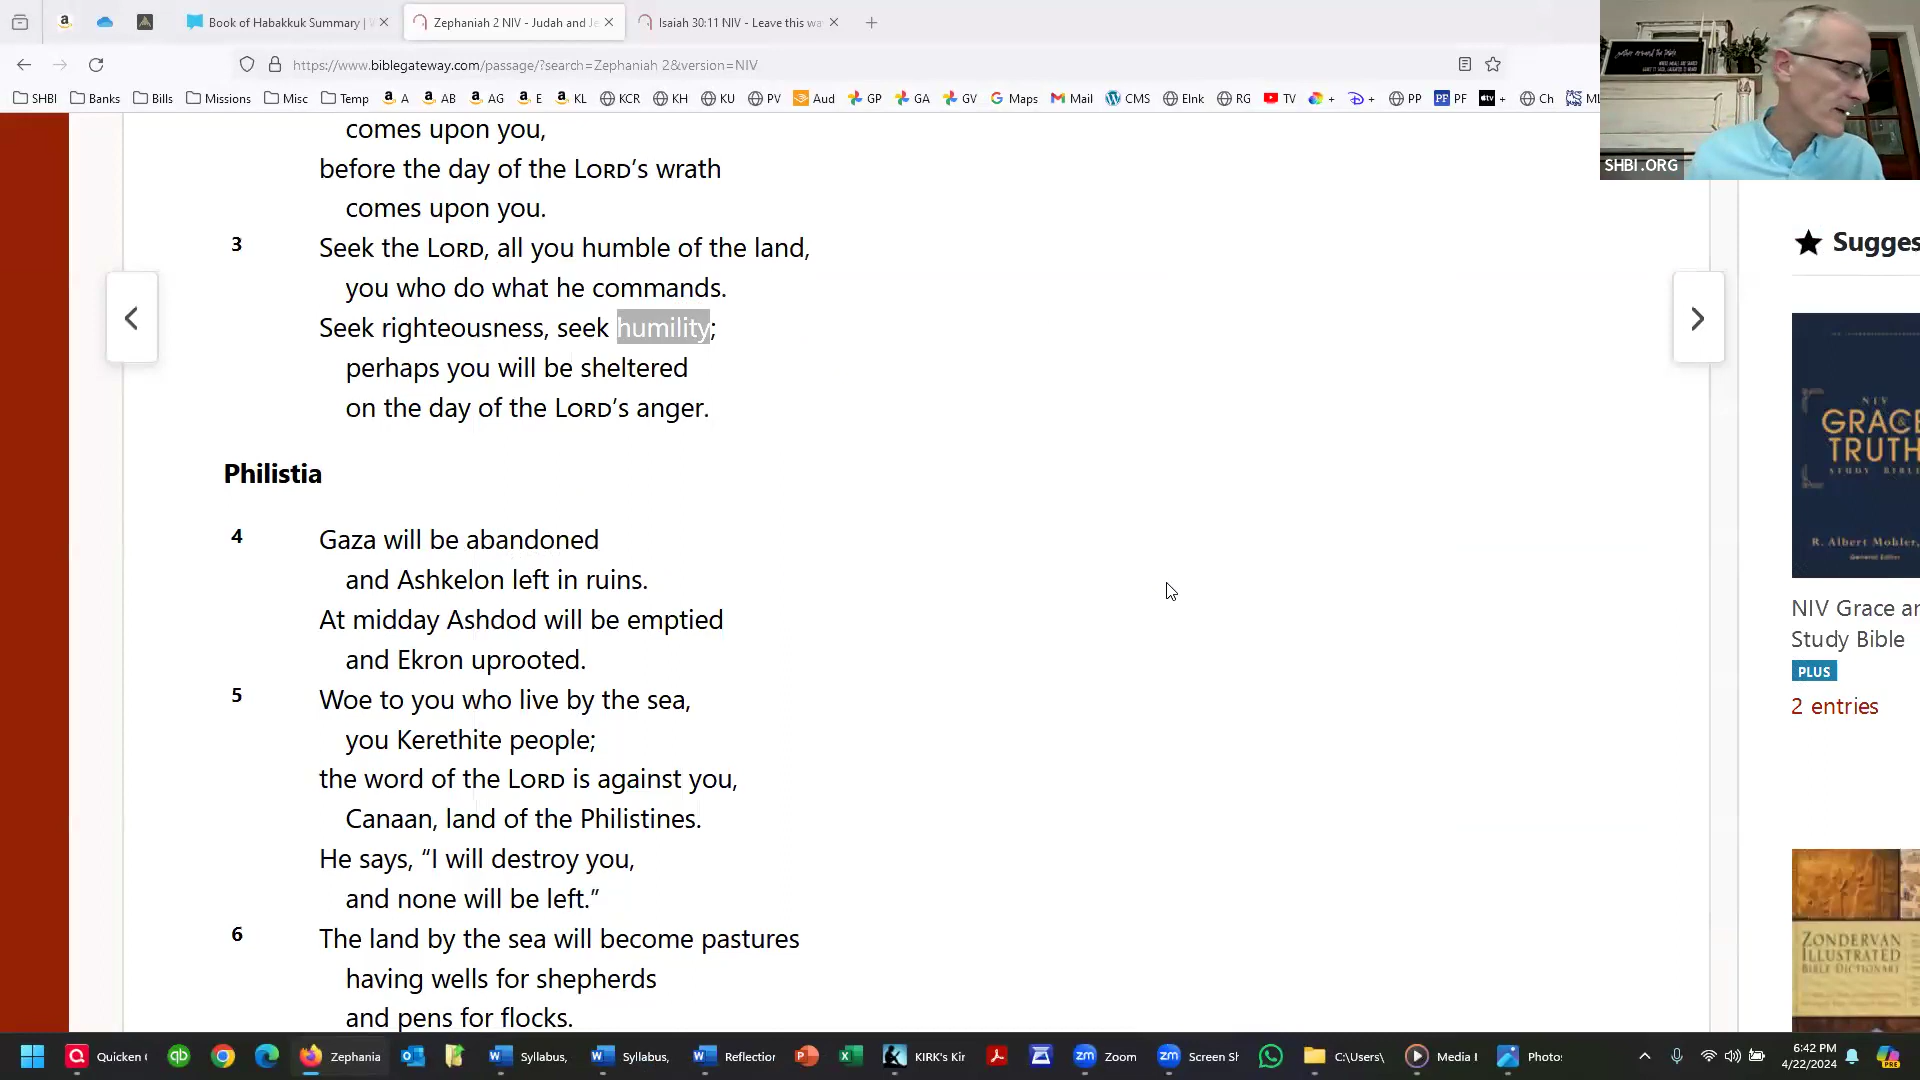 Book of Habakkuk Summary |
Zephaniah 2 NIV - Judah and Je
Isaiah 30:11 NIV - Leave this wa
https://www.biblegateway.com/passage/?search=Zephaniah 2&version=NIV
SHBI Banks Bills Missions Misc Temp A AB AG E KL KCR KH KU PV Aud GP GA GV Maps Mail CMS Elnk RG TV + + PP PF + Ch ML
SHBI.ORG
comes upon you,
before the day of the LORD’s wrath
comes upon you.
3 Seek the LORD, all you humble of the land,
you who do what he commands.
Seek righteousness, seek humility;
perhaps you will be sheltered
on the day of the LORD’s anger.
Philistia
4 Gaza will be abandoned
and Ashkelon left in ruins.
At midday Ashdod will be emptied
and Ekron uprooted.
5 Woe to you who live by the sea,
you Kerethite people;
the word of the LORD is against you,
Canaan, land of the Philistines.
He says, “I will destroy you,
and none will be left.”
6 The land by the sea will become pastures
having wells for shepherds
and pens for flocks.
Sugges
NIV
GRACE &
TRUTH
STUDY BIBLE
R. Albert Mohler,
General Editor
NIV Grace an
Study Bible
PLUS
2 entries
ZONDERVAN
ILLUSTRATED
BIBLE DICTIONARY
Quicken
Zephania
Syllabus,
Syllabus,
Reflection
KIRK's Kir
Zoom
Screen Sh
C:\Users\
Media
Photo
6:42 PM
4/22/2024